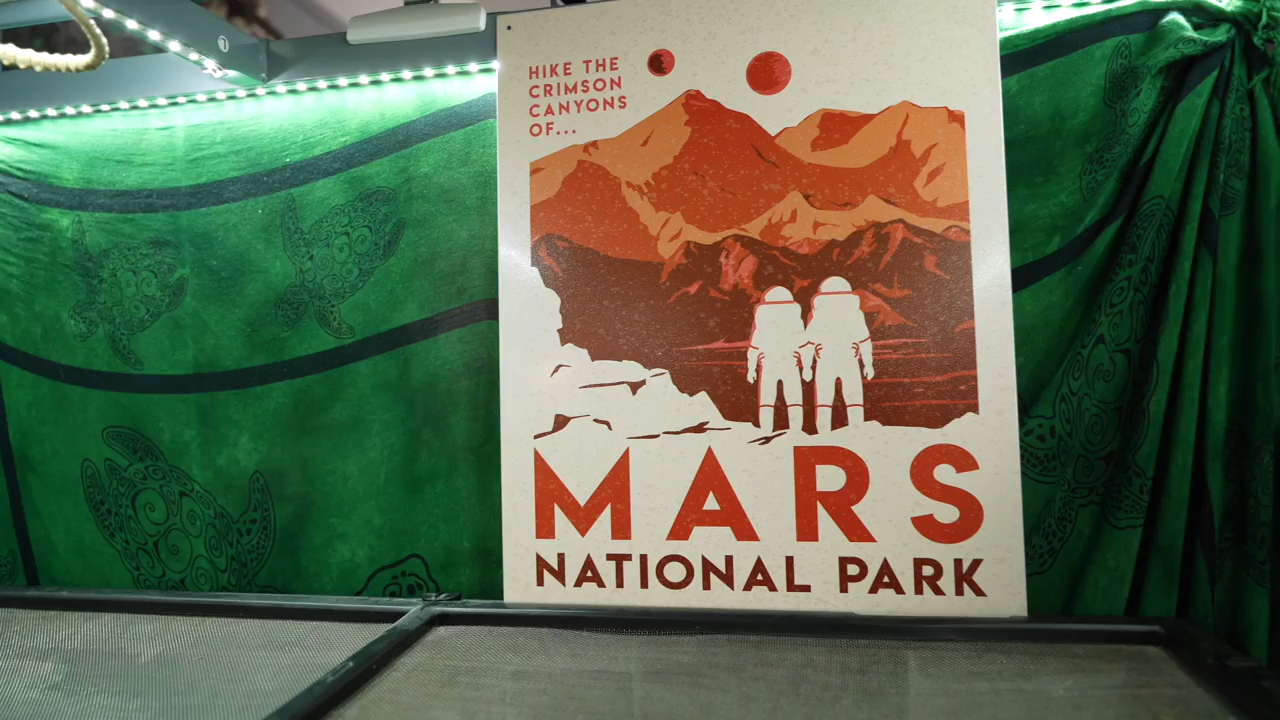 HIKE THE
CRIMSON
CANYONS
OF...
MARS
NATIONAL PARK